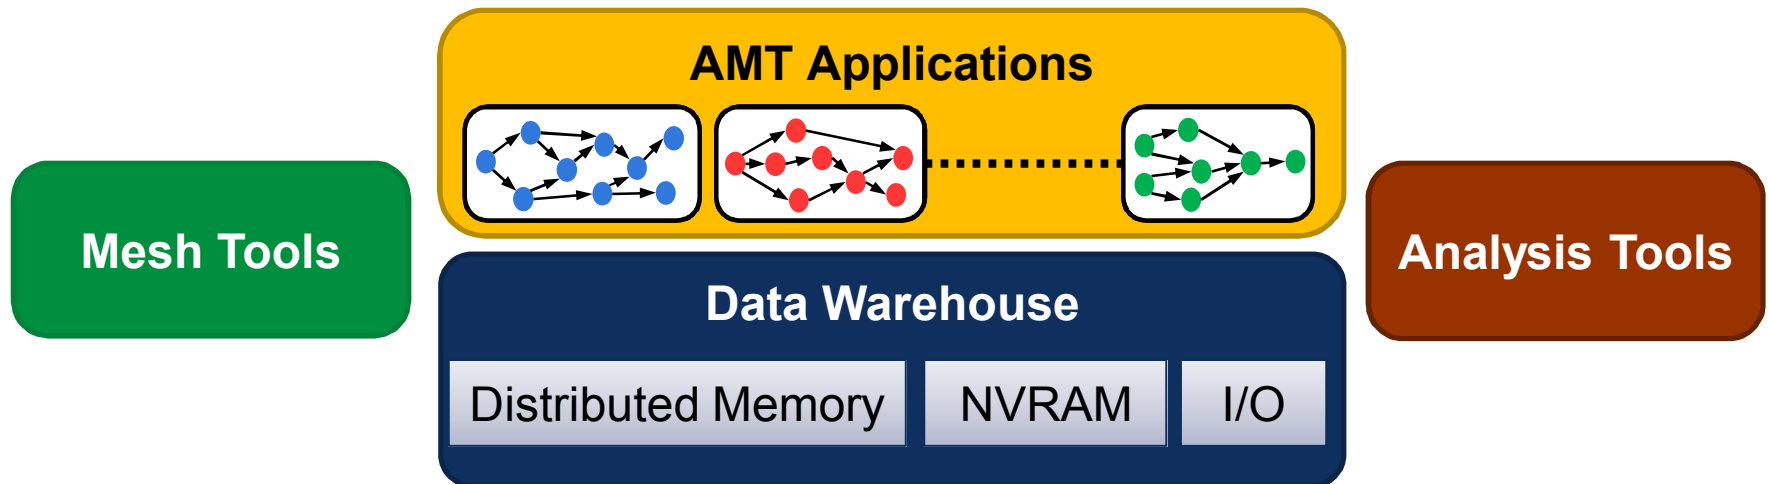 AMT Applications
Mesh Tools
Analysis Tools
Data Warehouse
Distributed Memory
NVRAM
I/O